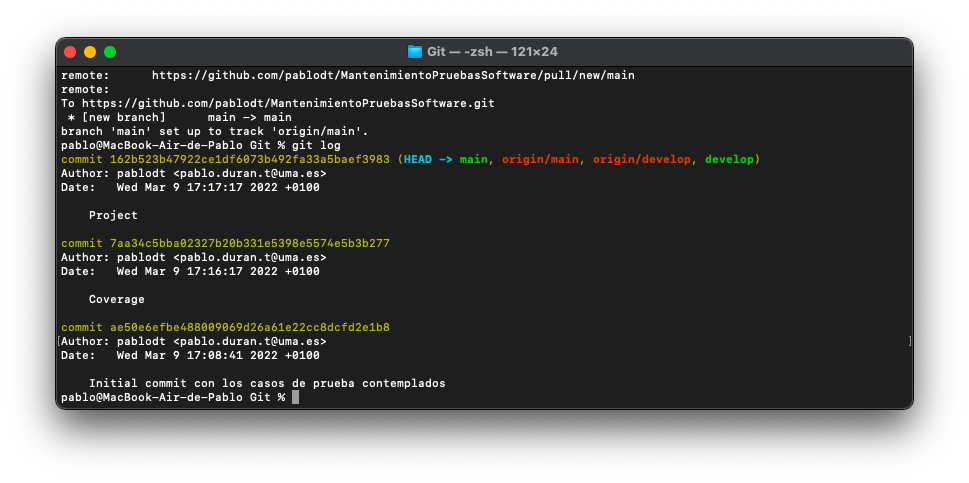 Git — -zsh — 121×24
remote:      https://github.com/pablodt/MantenimientoPruebasSoftware/pull/new/main
remote:
To https://github.com/pablodt/MantenimientoPruebasSoftware.git
 * [new branch]      main -> main
branch 'main' set up to track 'origin/main'.
pablo@MacBook-Air-de-Pablo Git % git log
commit 162b523b47922ce1df6073b492fa33a5baef3983 (HEAD -> main, origin/main, origin/develop, develop)
Author: pablodt <pablo.duran.t@uma.es>
Date:   Wed Mar 9 17:17:17 2022 +0100

    Project

commit 7aa34c5bba02327b20b331e5398e5574e5b3b277
Author: pablodt <pablo.duran.t@uma.es>
Date:   Wed Mar 9 17:16:17 2022 +0100

    Coverage

commit ae50e6efbe488009069d26a61e22cc8dcfd2e1b8
[Author: pablodt <pablo.duran.t@uma.es> ]
Date:   Wed Mar 9 17:08:41 2022 +0100

    Initial commit con los casos de prueba contemplados
pablo@MacBook-Air-de-Pablo Git %